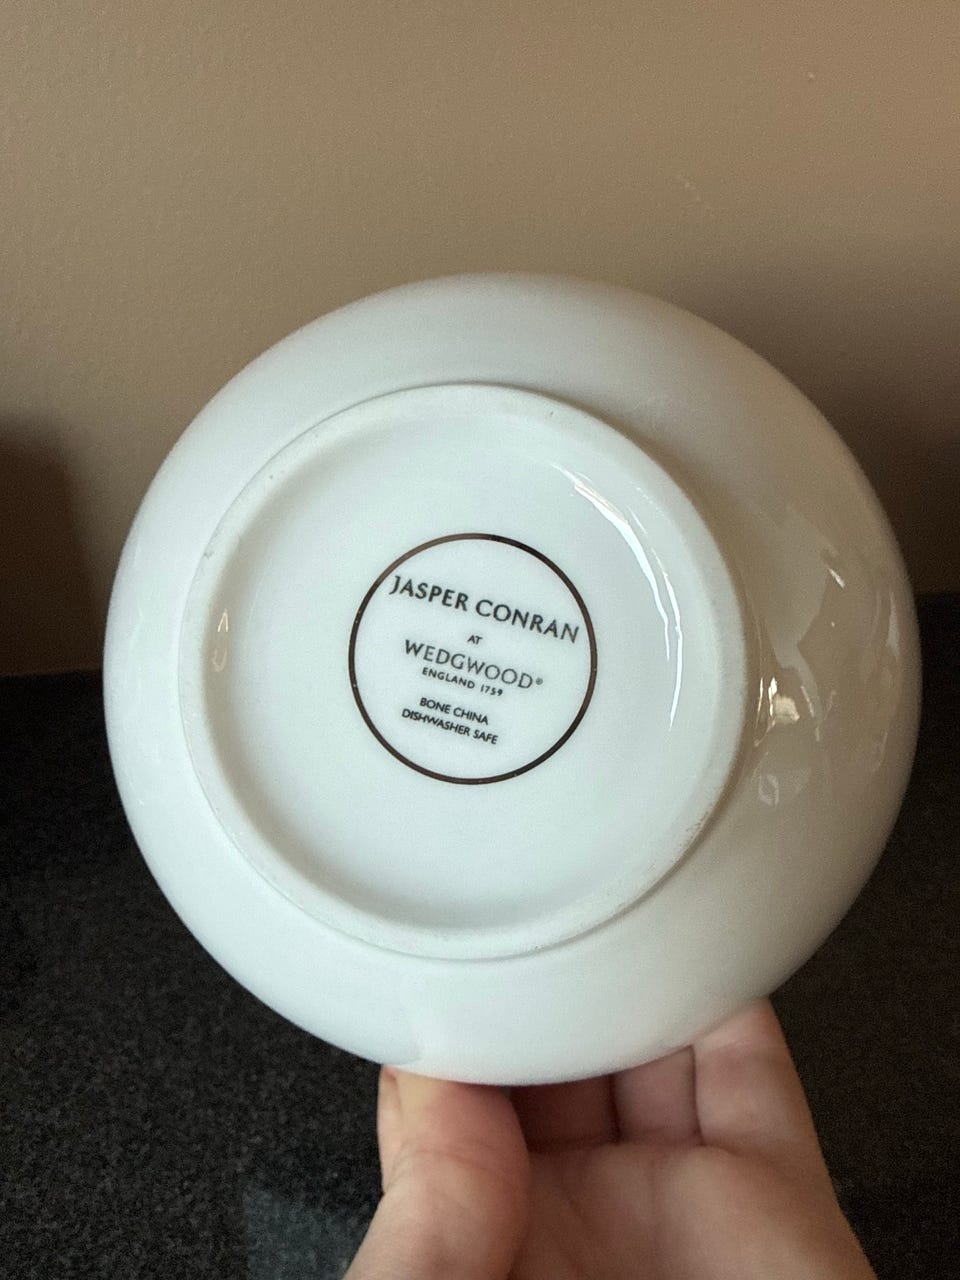 JASPER CONRAN
AT
WEDGWOOD®
ENGLAND 1759
BONE CHINA
DISHWASHER SAFE